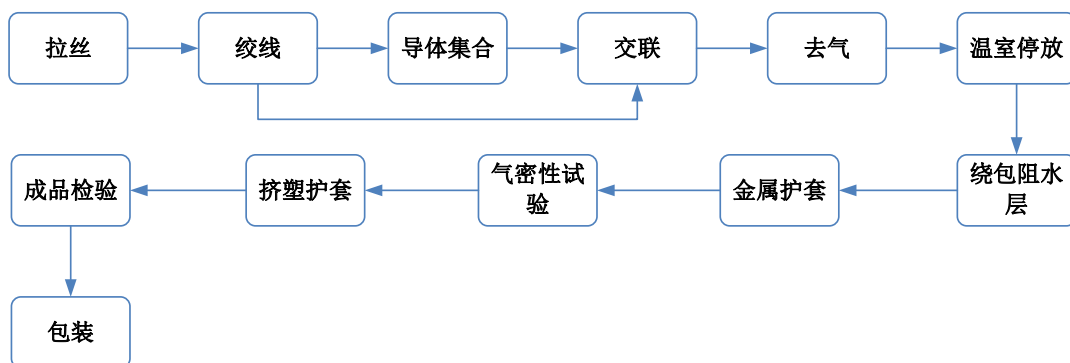 拉丝
绞线
导体集合
交联
去气
温室停放
绕包阻水
层
金属护套
气密性试
验
挤塑护套
成品检验
包装